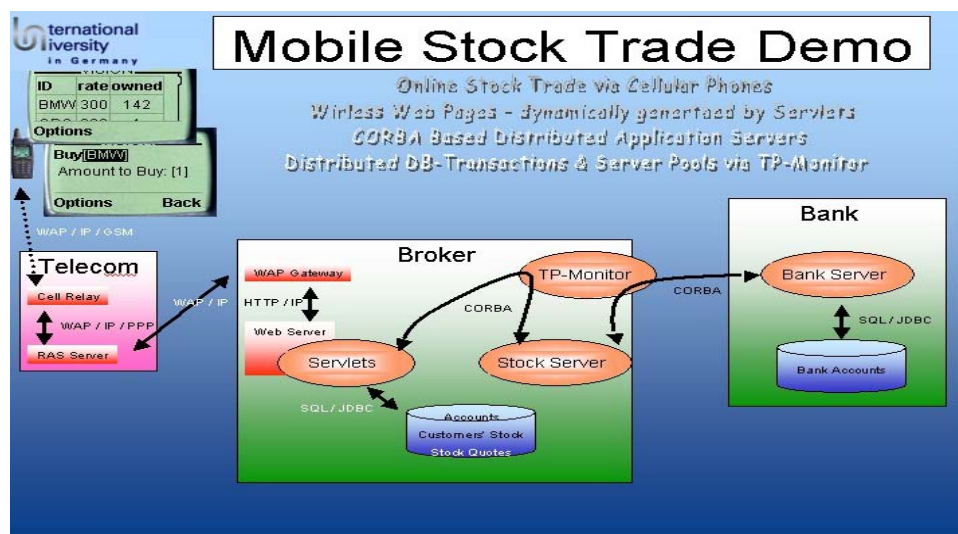 ternational
iversity
in Germany
Mobile Stock Trade Demo
Online Stock Trade via Cellular Phones
Wirless Web Pages - dynamically genertaed by Servlets
CORBA Based Distributed Application Servers
Distributed DB-Transactions & Server Pools via TP-Monitor
ID rate owned
BMW 300 142
Options
Buy[BMW]
Amount to Buy: [1]
Options Back
WAP / IP / GSM
Telecom
Cell Relay
WAP / IP / PPP
RAS Server
WAP / IP
Broker
WAP Gateway
HTTP / IP
Web Server
Servlets
SQL / JDBC
Accounts
Customers' Stock
Stock Quotes
TP-Monitor
CORBA
Stock Server
CORBA
Bank
Bank Server
SQL / JDBC
Bank Accounts